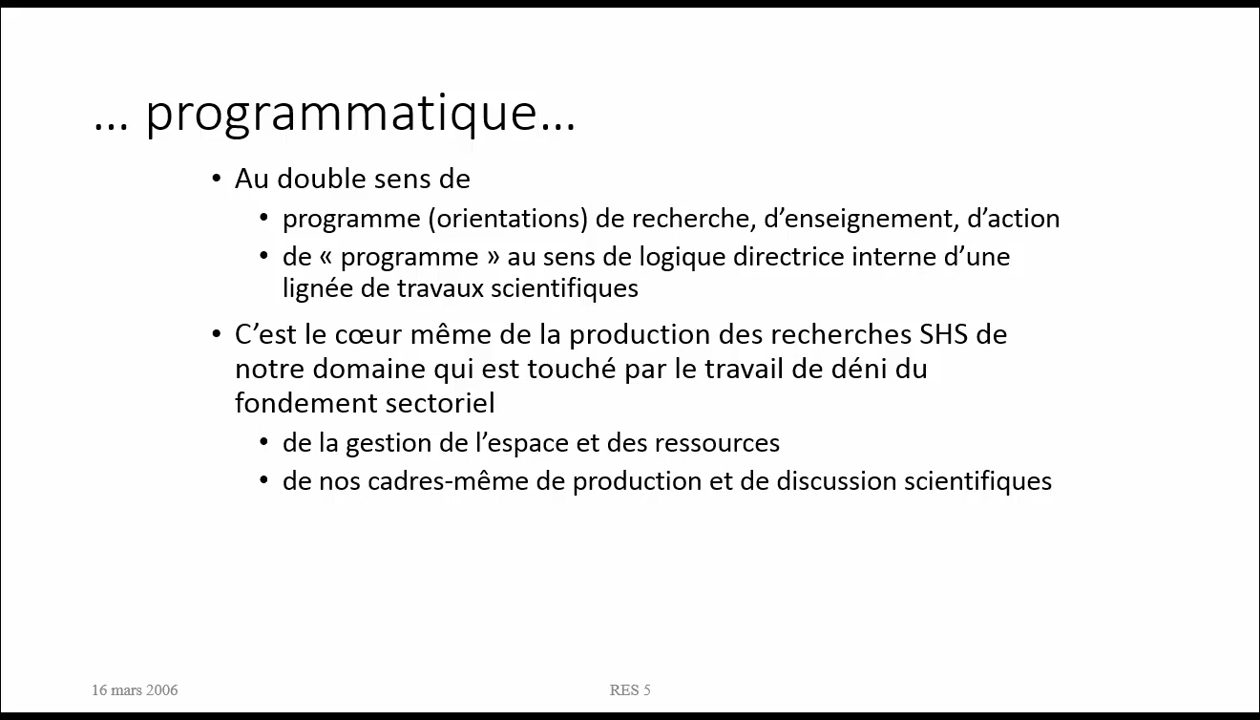 ... programmatique...
• Au double sens de
• programme (orientations) de recherche, d’enseignement, d’action
• de « programme » au sens de logique directrice interne d’une
lignée de travaux scientifiques
• C’est le cœur même de la production des recherches SHS de
notre domaine qui est touché par le travail de déni du
fondement sectoriel
• de la gestion de l’espace et des ressources
• de nos cadres-même de production et de discussion scientifiques
16 mars 2006
RES 5